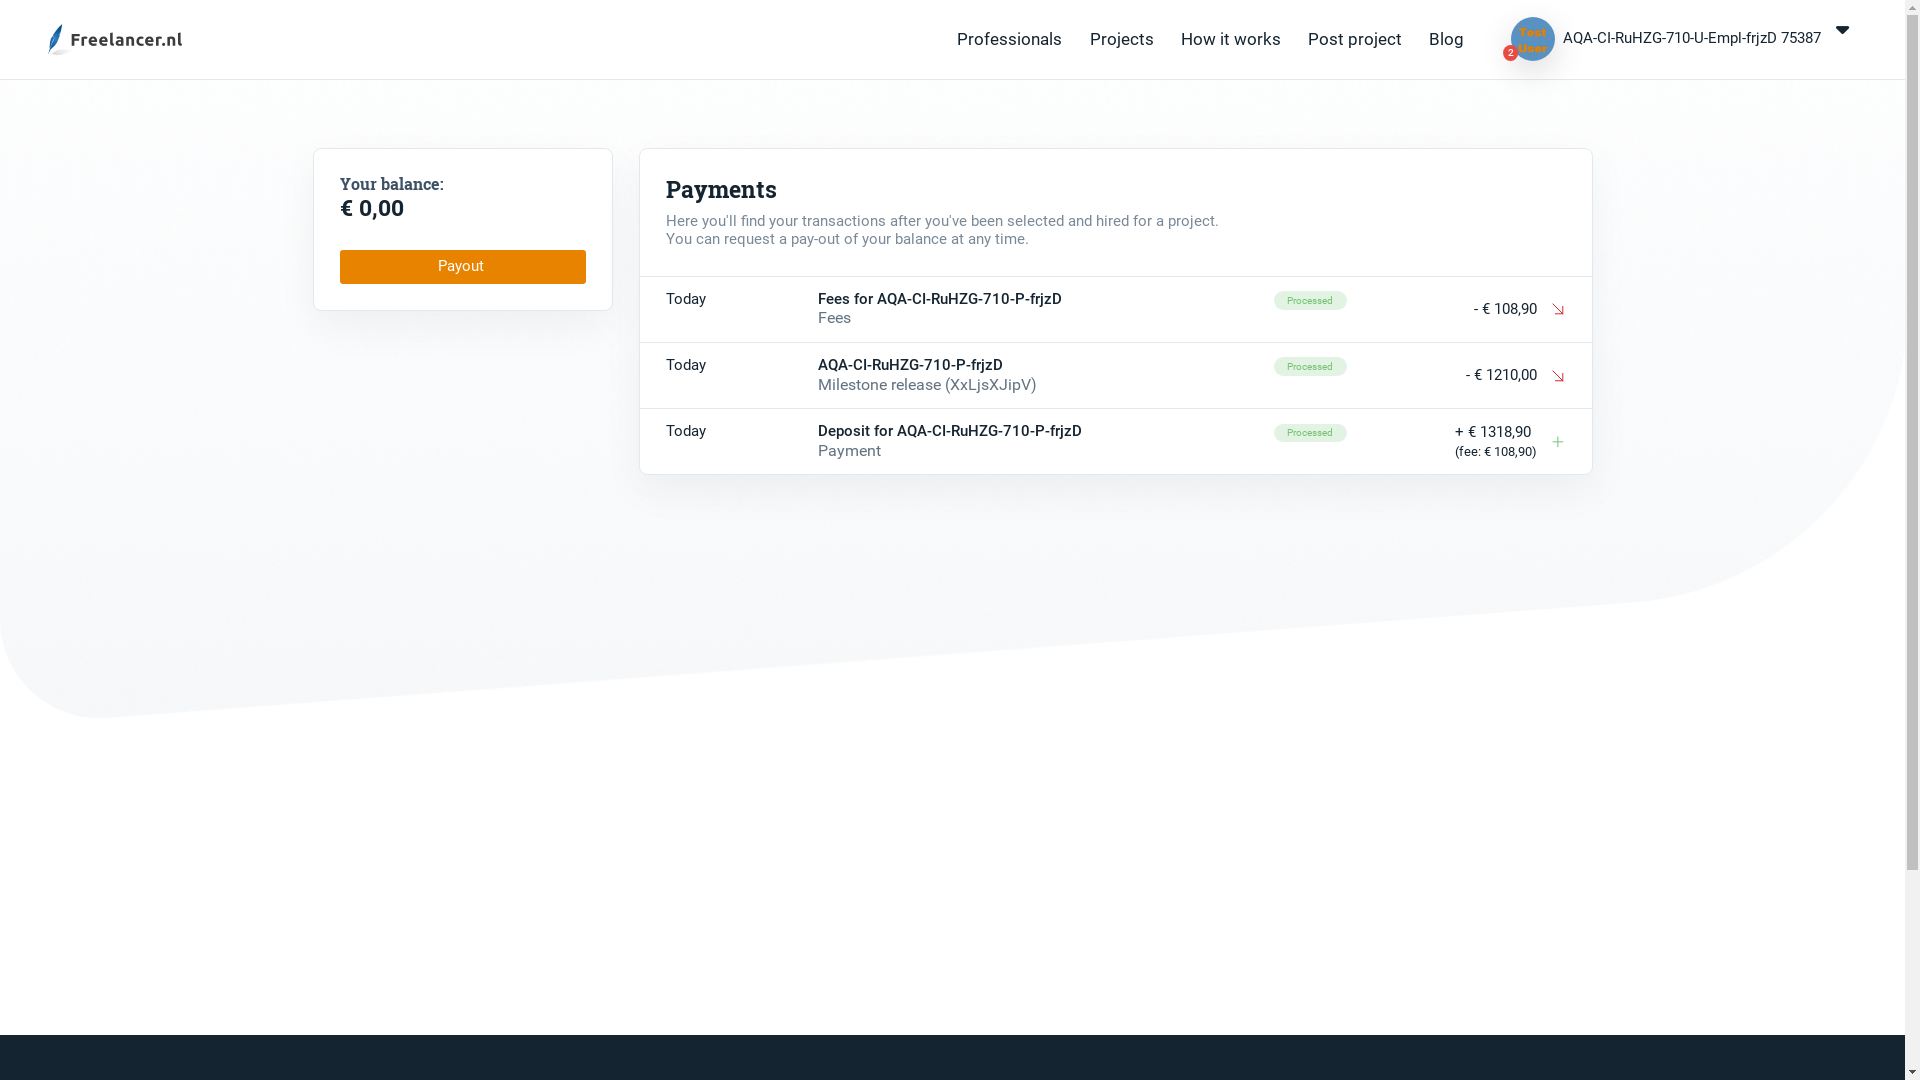 Freelancer.nl
Professionals
Projects
How it works
Post project
Blog
Test
User
2
AQA-CI-RuHZG-710-U-Empl-frjzD 75387
Your balance:
€ 0,00
Payout
Payments
Here you'll find your transactions after you've been selected and hired for a project.
You can request a pay-out of your balance at any time.
Today
Fees for AQA-CI-RuHZG-710-P-frjzD
Fees
Processed
- € 108,90
Today
AQA-CI-RuHZG-710-P-frjzD
Milestone release (XxLjsXJipV)
Processed
- € 1210,00
Today
Deposit for AQA-CI-RuHZG-710-P-frjzD
Payment
Processed
+ € 1318,90
(fee: € 108,90)